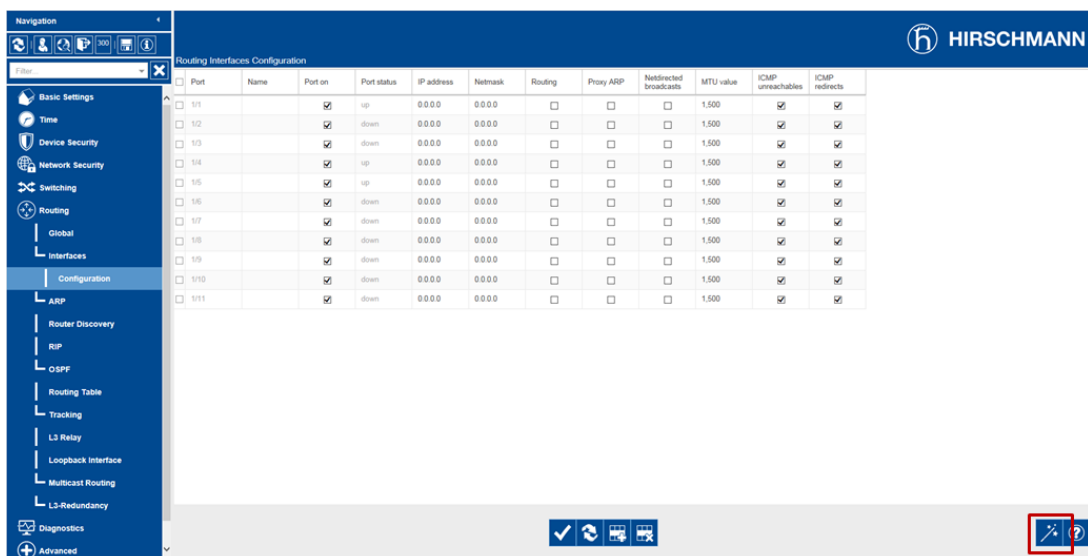 Navigation
300
HIRSCHMANN
Routing Interfaces Configuration
Filter...
Port Name Port on Port status IP address Netmask Routing Proxy ARP Netdirected broadcasts MTU value ICMP unreachables ICMP redirects
1/1 up 0.0.0.0 0.0.0.0 1,500
1/2 down 0.0.0.0 0.0.0.0 1,500
1/3 down 0.0.0.0 0.0.0.0 1,500
1/4 up 0.0.0.0 0.0.0.0 1,500
1/5 up 0.0.0.0 0.0.0.0 1,500
1/6 down 0.0.0.0 0.0.0.0 1,500
1/7 down 0.0.0.0 0.0.0.0 1,500
1/8 down 0.0.0.0 0.0.0.0 1,500
1/9 down 0.0.0.0 0.0.0.0 1,500
1/10 down 0.0.0.0 0.0.0.0 1,500
1/11 down 0.0.0.0 0.0.0.0 1,500
Basic Settings
Time
Device Security
Network Security
Switching
Routing
Global
Interfaces
Configuration
ARP
Router Discovery
RIP
OSPF
Routing Table
Tracking
L3 Relay
Loopback Interface
Multicast Routing
L3-Redundancy
Diagnostics
Advanced